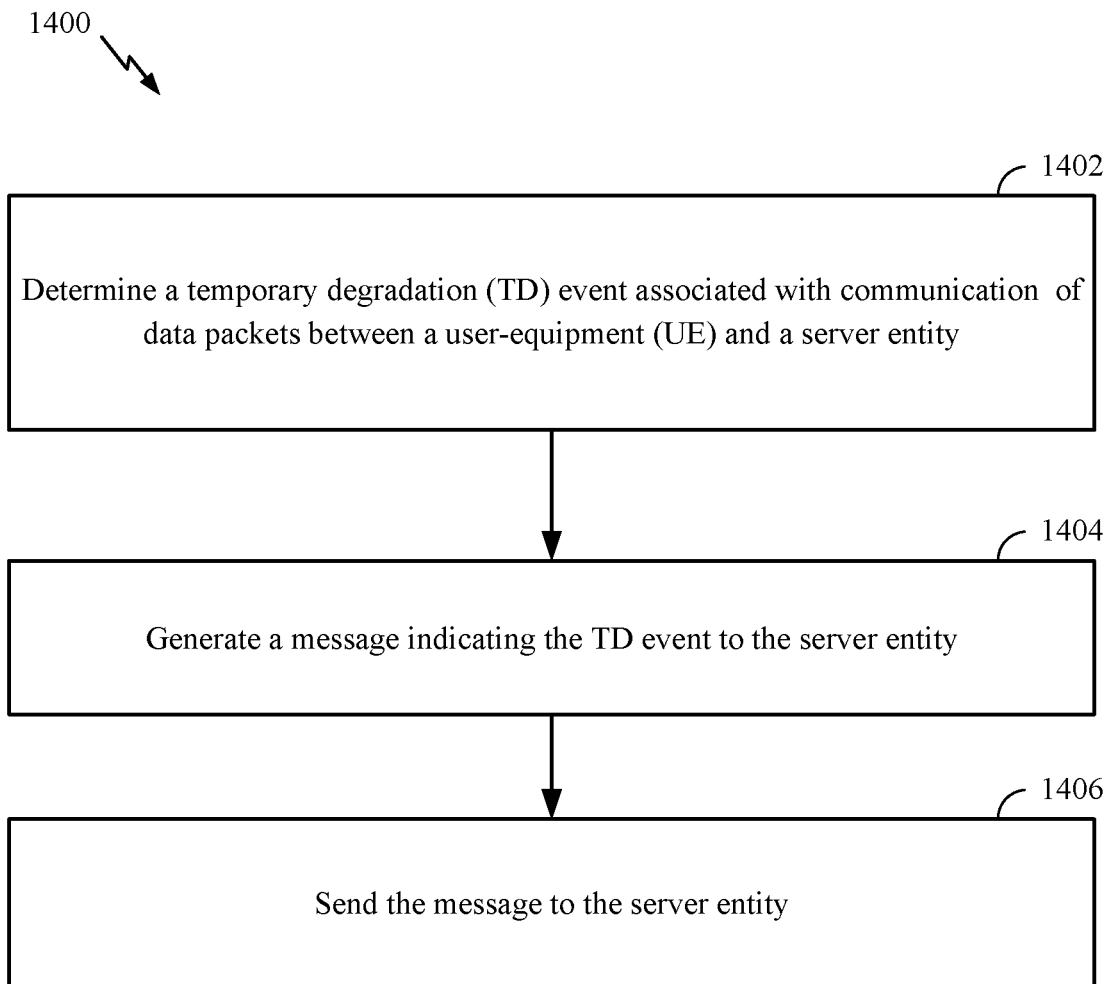 1400
1402
Determine a temporary degradation (TD) event associated with communication of
data packets between a user-equipment (UE) and a server entity
1404
Generate a message indicating the TD event to the server entity
1406
Send the message to the server entity